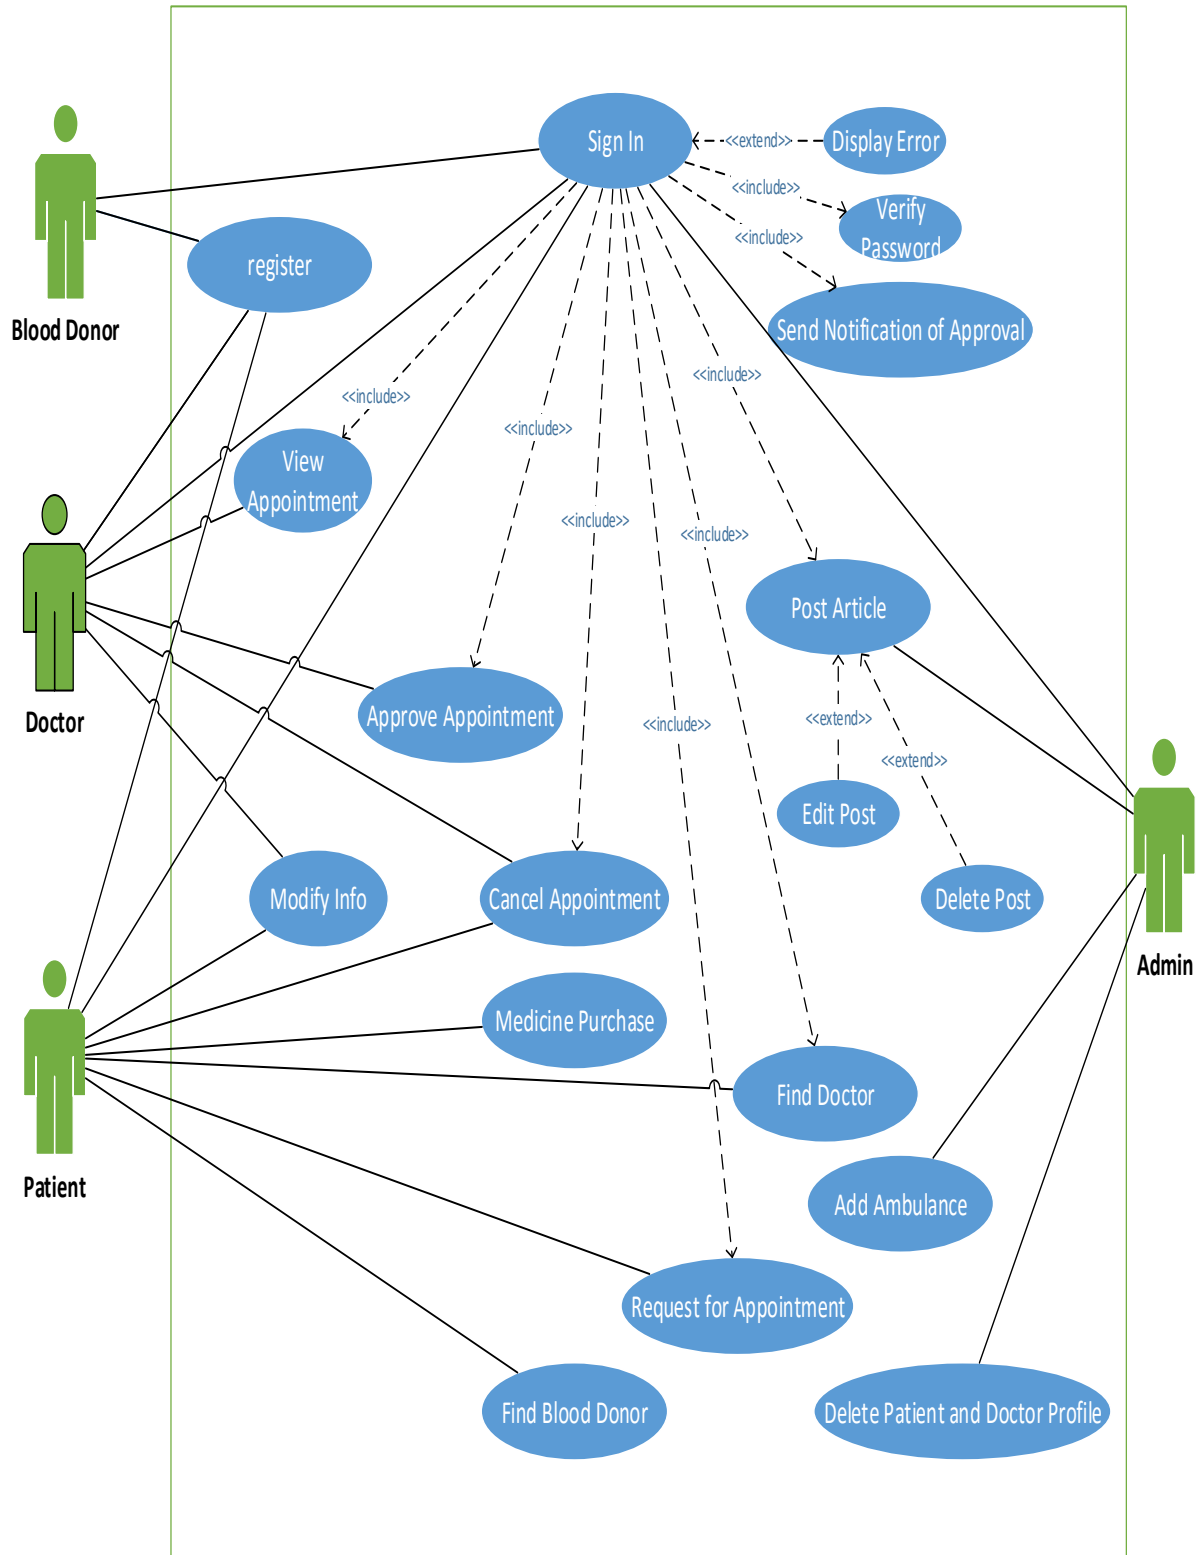 Sign In
<<extend>>
Display Error
<<include>>
Verify
Password
<<include>>
register
Blood Donor
Send Notification of Approval
<<include>>
<<include>>
<<include>>
View
Appointment
<<include>>
<<include>>
Post Article
Doctor
Approve Appointment
<<include>>
<<extend>>
<<extend>>
Edit Post
Modify Info
Cancel Appointment
Delete Post
Admin
Medicine Purchase
Find Doctor
Patient
Add Ambulance
Request for Appointment
Find Blood Donor
Delete Patient and Doctor Profile